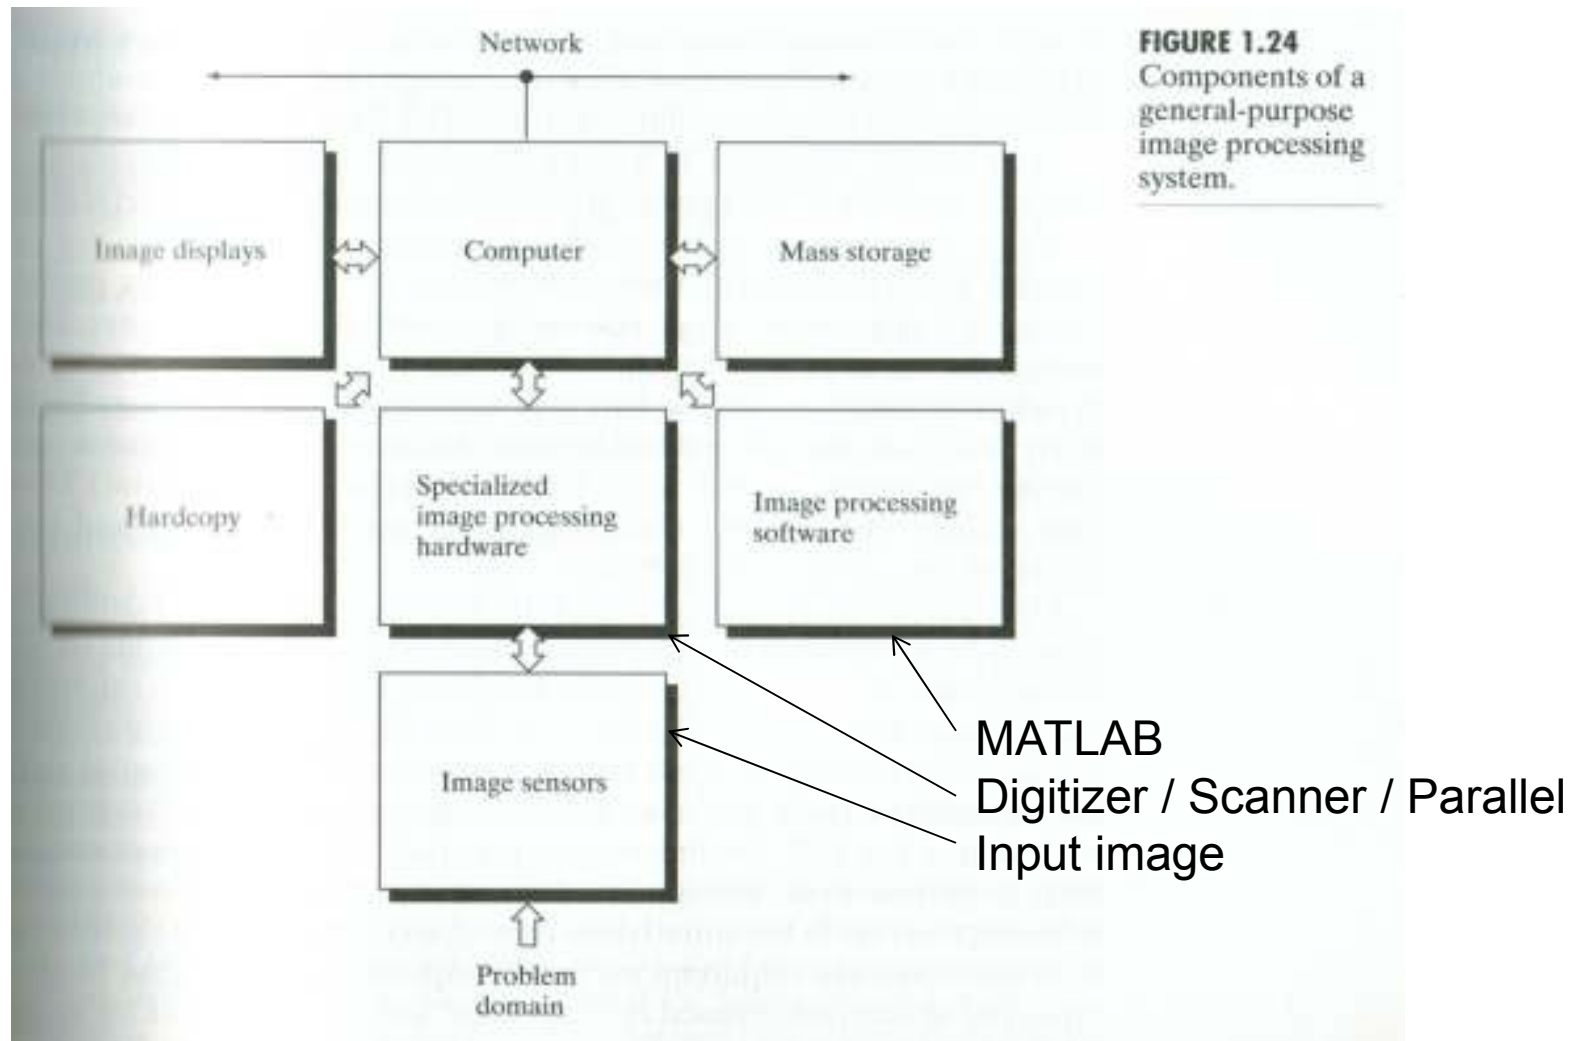 Network
FIGURE 1.24
Components of a
general-purpose
image processing
system.
Image displays
Computer
Mass storage
Hardcopy
Specialized
image processing
hardware
Image processing
software
Image sensors
Problem
domain
MATLAB
Digitizer / Scanner / Parallel
Input image